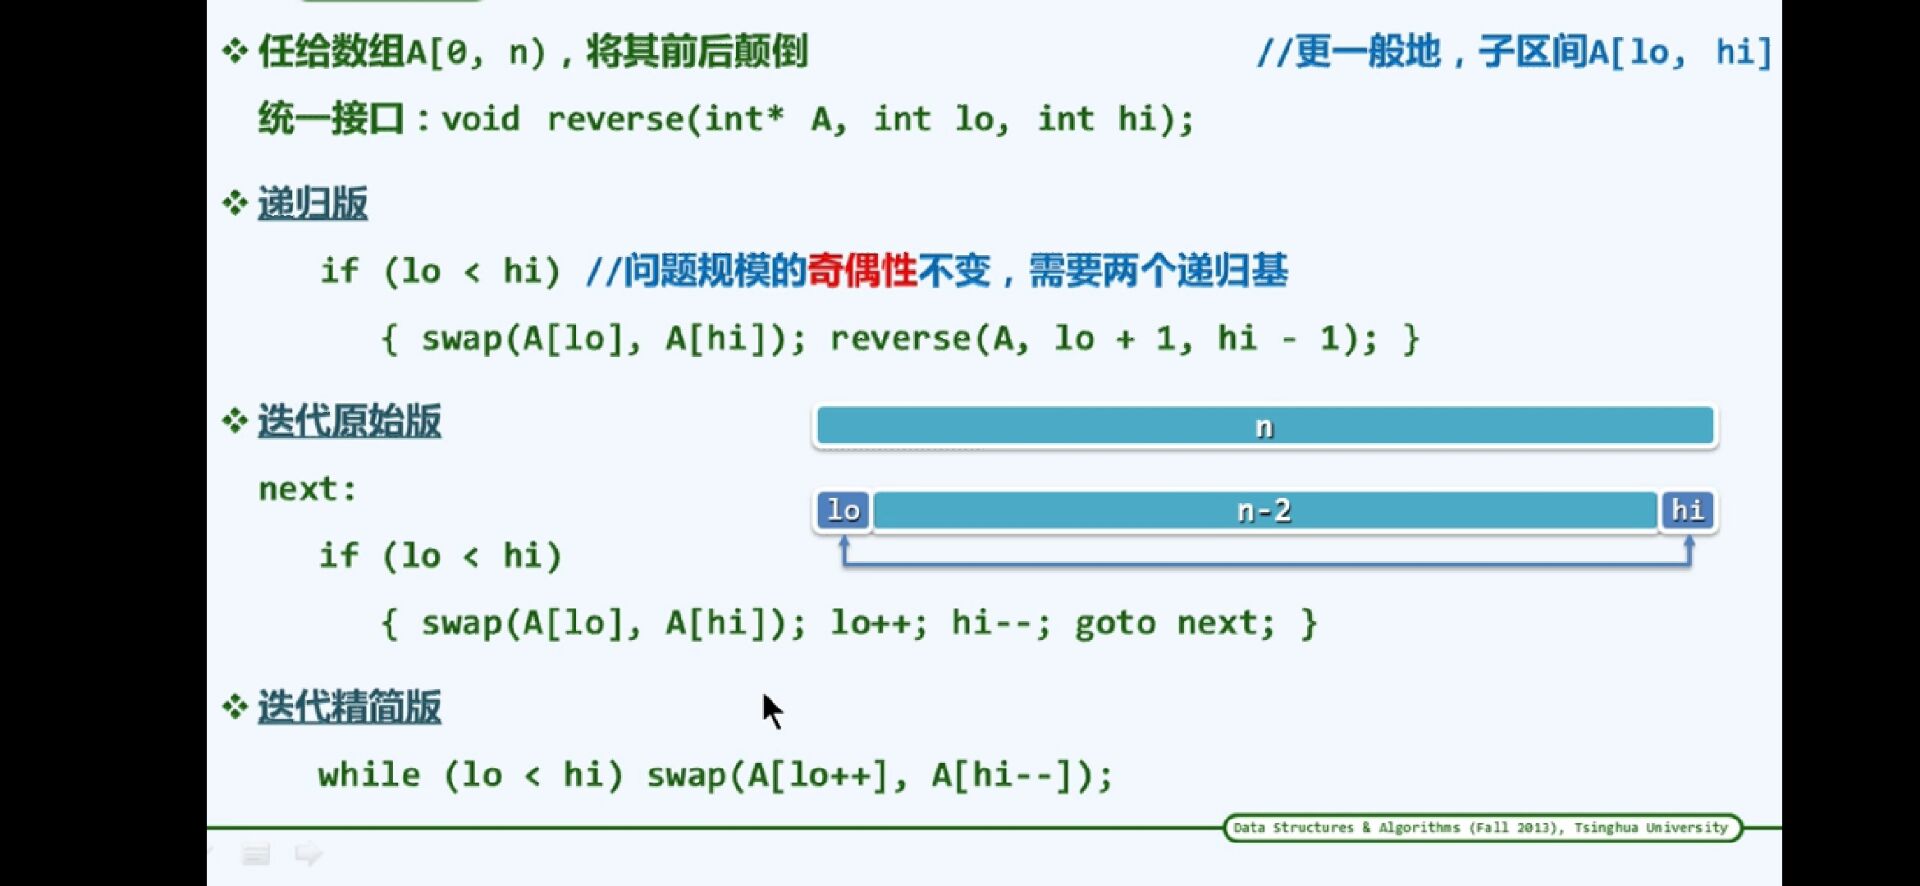 任给数组A[0, n)，将其前后颠倒 //更一般地，子区间A[lo, hi]
统一接口：void reverse(int* A, int lo, int hi);
递归版
if (lo < hi) //问题规模的奇偶性不变，需要两个递归基
{ swap(A[lo], A[hi]); reverse(A, lo + 1, hi - 1); }
迭代原始版
n
next:
lo n-2 hi
if (lo < hi)
{ swap(A[lo], A[hi]); lo++; hi--; goto next; }
迭代精简版
while (lo < hi) swap(A[lo++], A[hi--]);
Data Structures & Algorithms (Fall 2013), Tsinghua University